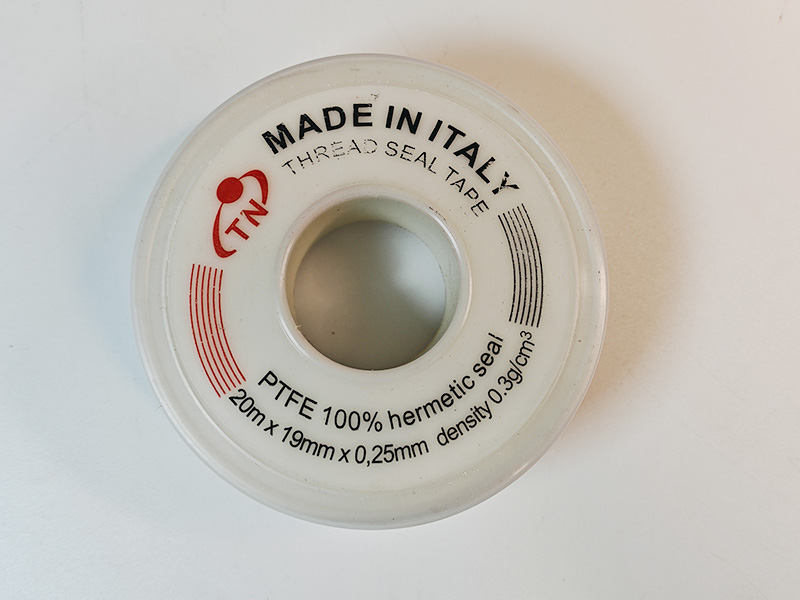 MADE IN ITALY
THREAD SEAL TAPE
TN
PTFE 100% hermetic seal
20m x 19mm x 0,25mm density 0.3g/cm³